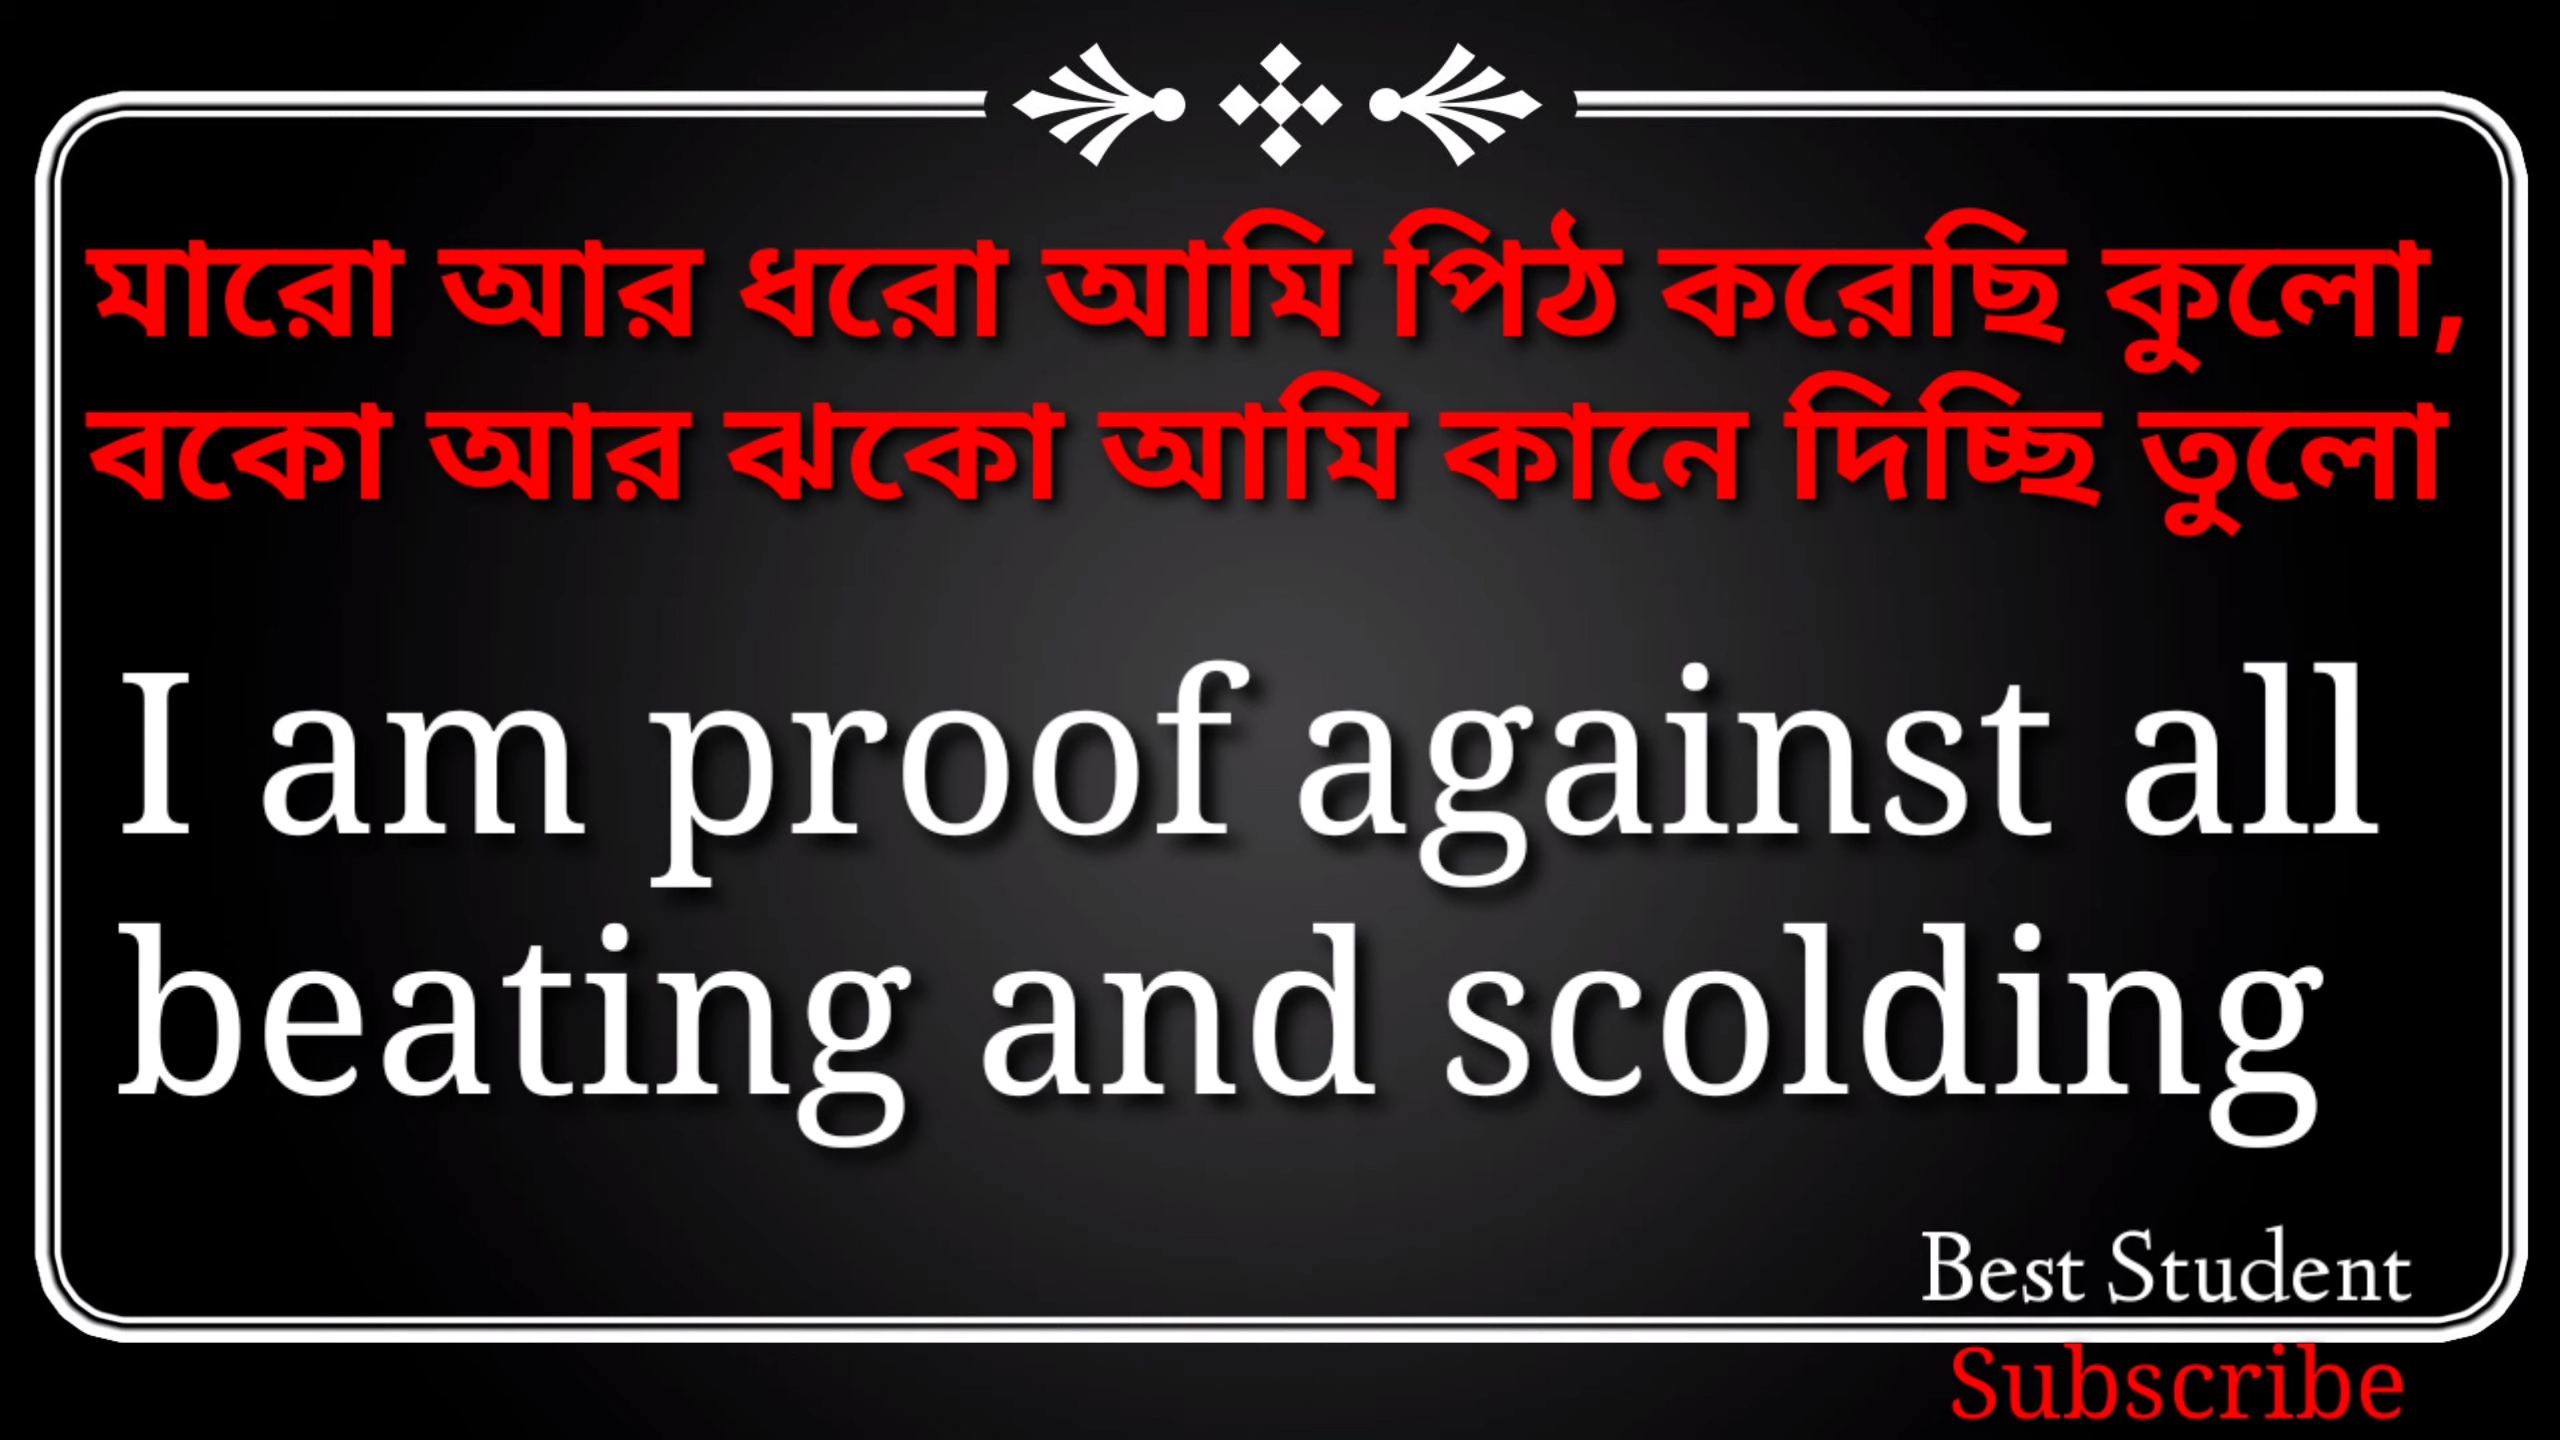 মারো আর ধরো আমি পিঠ করেছি কুলো,
বকো আর ঝকো আমি কানে দিচ্ছি তুলো
I am proof against all
beating and scolding
Best Student
Subscribe